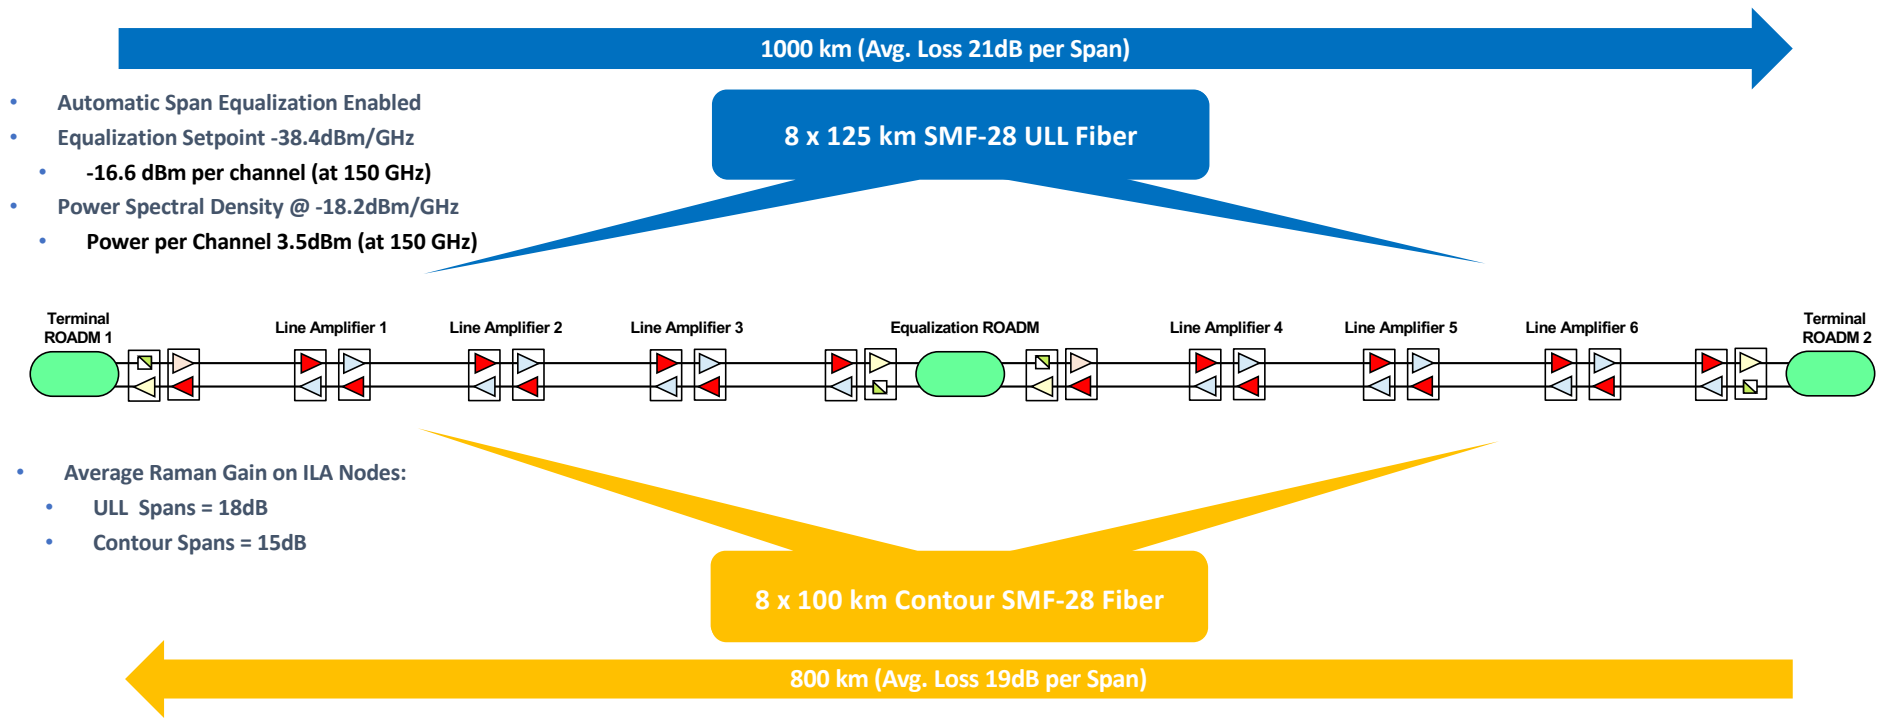 1000 km (Avg. Loss 21dB per Span)
• Automatic Span Equalization Enabled
• Equalization Setpoint -38.4dBm/GHz
• -16.6 dBm per channel (at 150 GHz)
• Power Spectral Density @ -18.2dBm/GHz
• Power per Channel 3.5dBm (at 150 GHz)
8 x 125 km SMF-28 ULL Fiber
Terminal
ROADM 1
Line Amplifier 1
Line Amplifier 2
Line Amplifier 3
Equalization ROADM
Line Amplifier 4
Line Amplifier 5
Line Amplifier 6
Terminal
ROADM 2
• Average Raman Gain on ILA Nodes:
• ULL Spans = 18dB
• Contour Spans = 15dB
8 x 100 km Contour SMF-28 Fiber
800 km (Avg. Loss 19dB per Span)